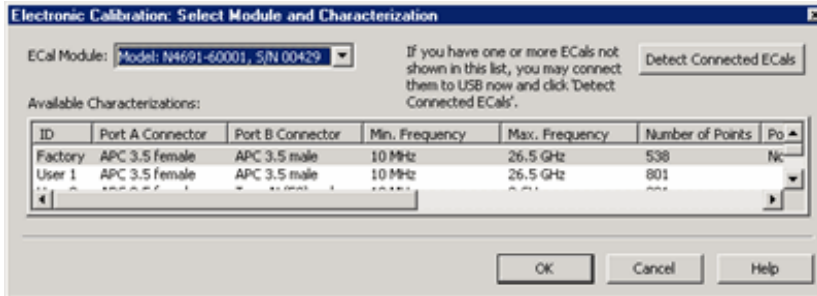 Electronic Calibration: Select Module and Characterization
ECal Module: Model: N4691-60001, S/N 00429
If you have one or more ECals not
shown in this list, you may connect
them to USB now and click 'Detect
Connected ECals'.
Detect Connected ECals
Available Characterizations:
ID Port A Connector Port B Connector Min. Frequency Max. Frequency Number of Points Po
Factory APC 3.5 female APC 3.5 male 10 MHz 26.5 GHz 538
User 1 APC 3.5 female APC 3.5 male 10 MHz 26.5 GHz 801
OK Cancel Help